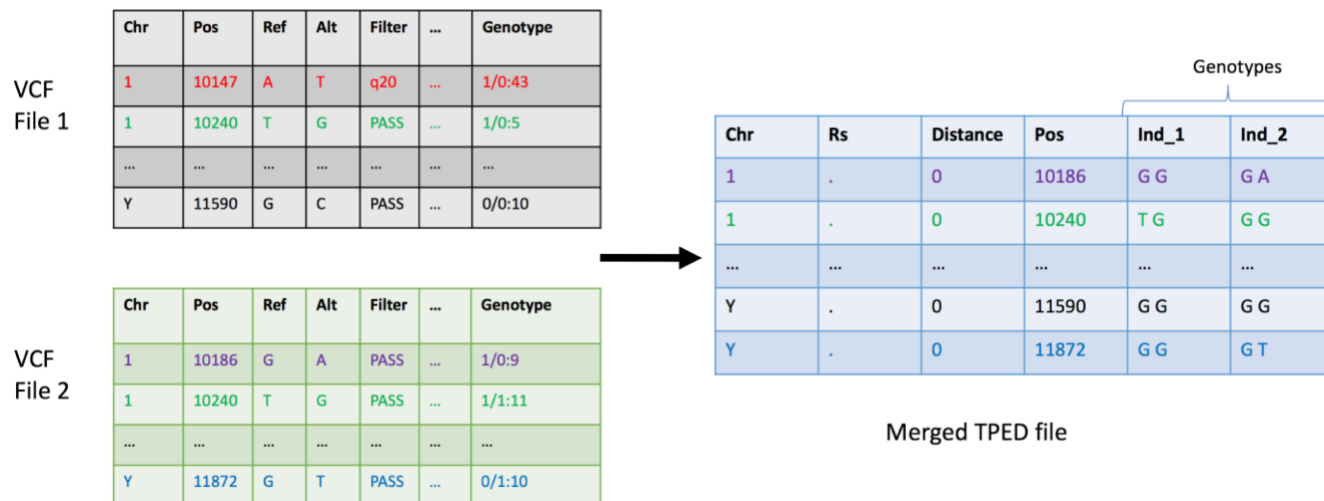 VCF
File 1
Chr Pos Ref Alt Filter ... Genotype
1 10147 A T q20 ... 1/0:43
1 10240 T G PASS ... 1/0:5
... ... ... ... ... ... ...
Y 11590 G C PASS ... 0/0:10
VCF
File 2
Chr Pos Ref Alt Filter ... Genotype
1 10186 G A PASS ... 1/0:9
1 10240 T G PASS ... 1/1:11
... ... ... ... ... ... ...
Y 11872 G T PASS ... 0/1:10
Genotypes
Chr Rs Distance Pos Ind_1 Ind_2
1 . 0 10186 G G G A
1 . 0 10240 T G G G
... ... ... ... ... ...
Y . 0 11590 G G G G
Y . 0 11872 G G G T
Merged TPED file